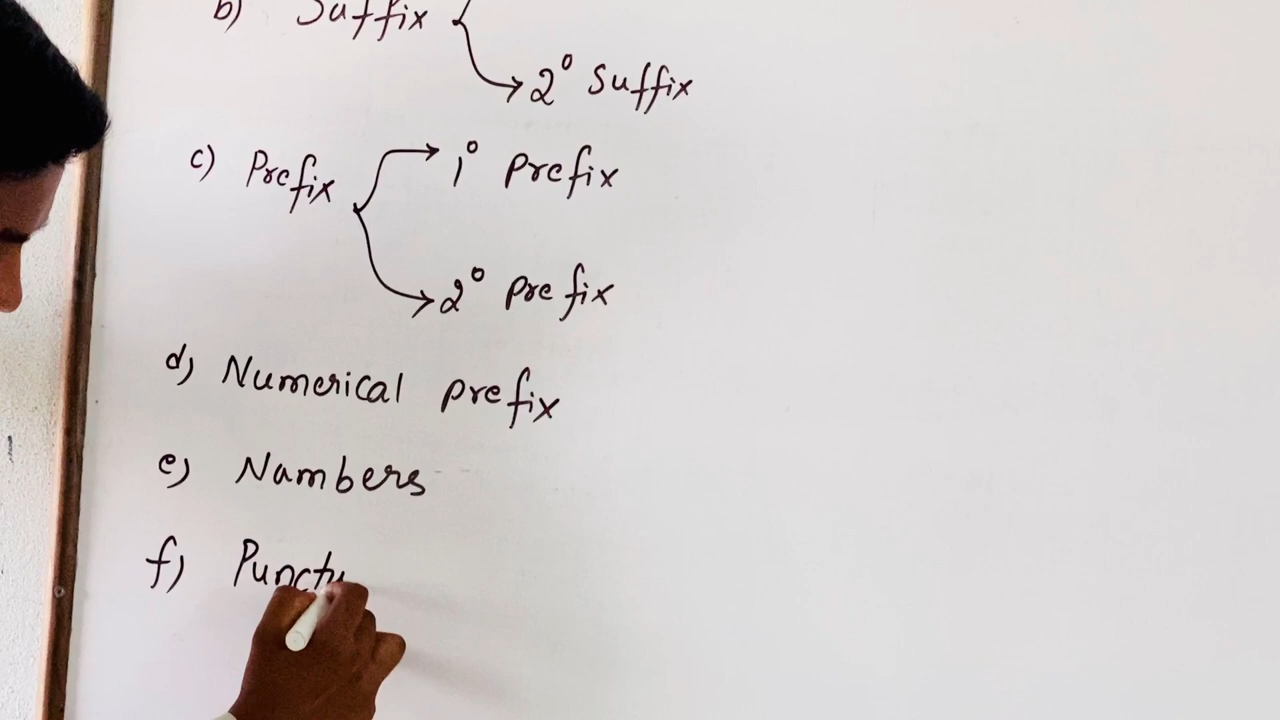 b) Suffix
2° Suffix
c) Prefix
1° Prefix
2° Prefix
d) Numerical prefix
e) Numbers
f) Punctu